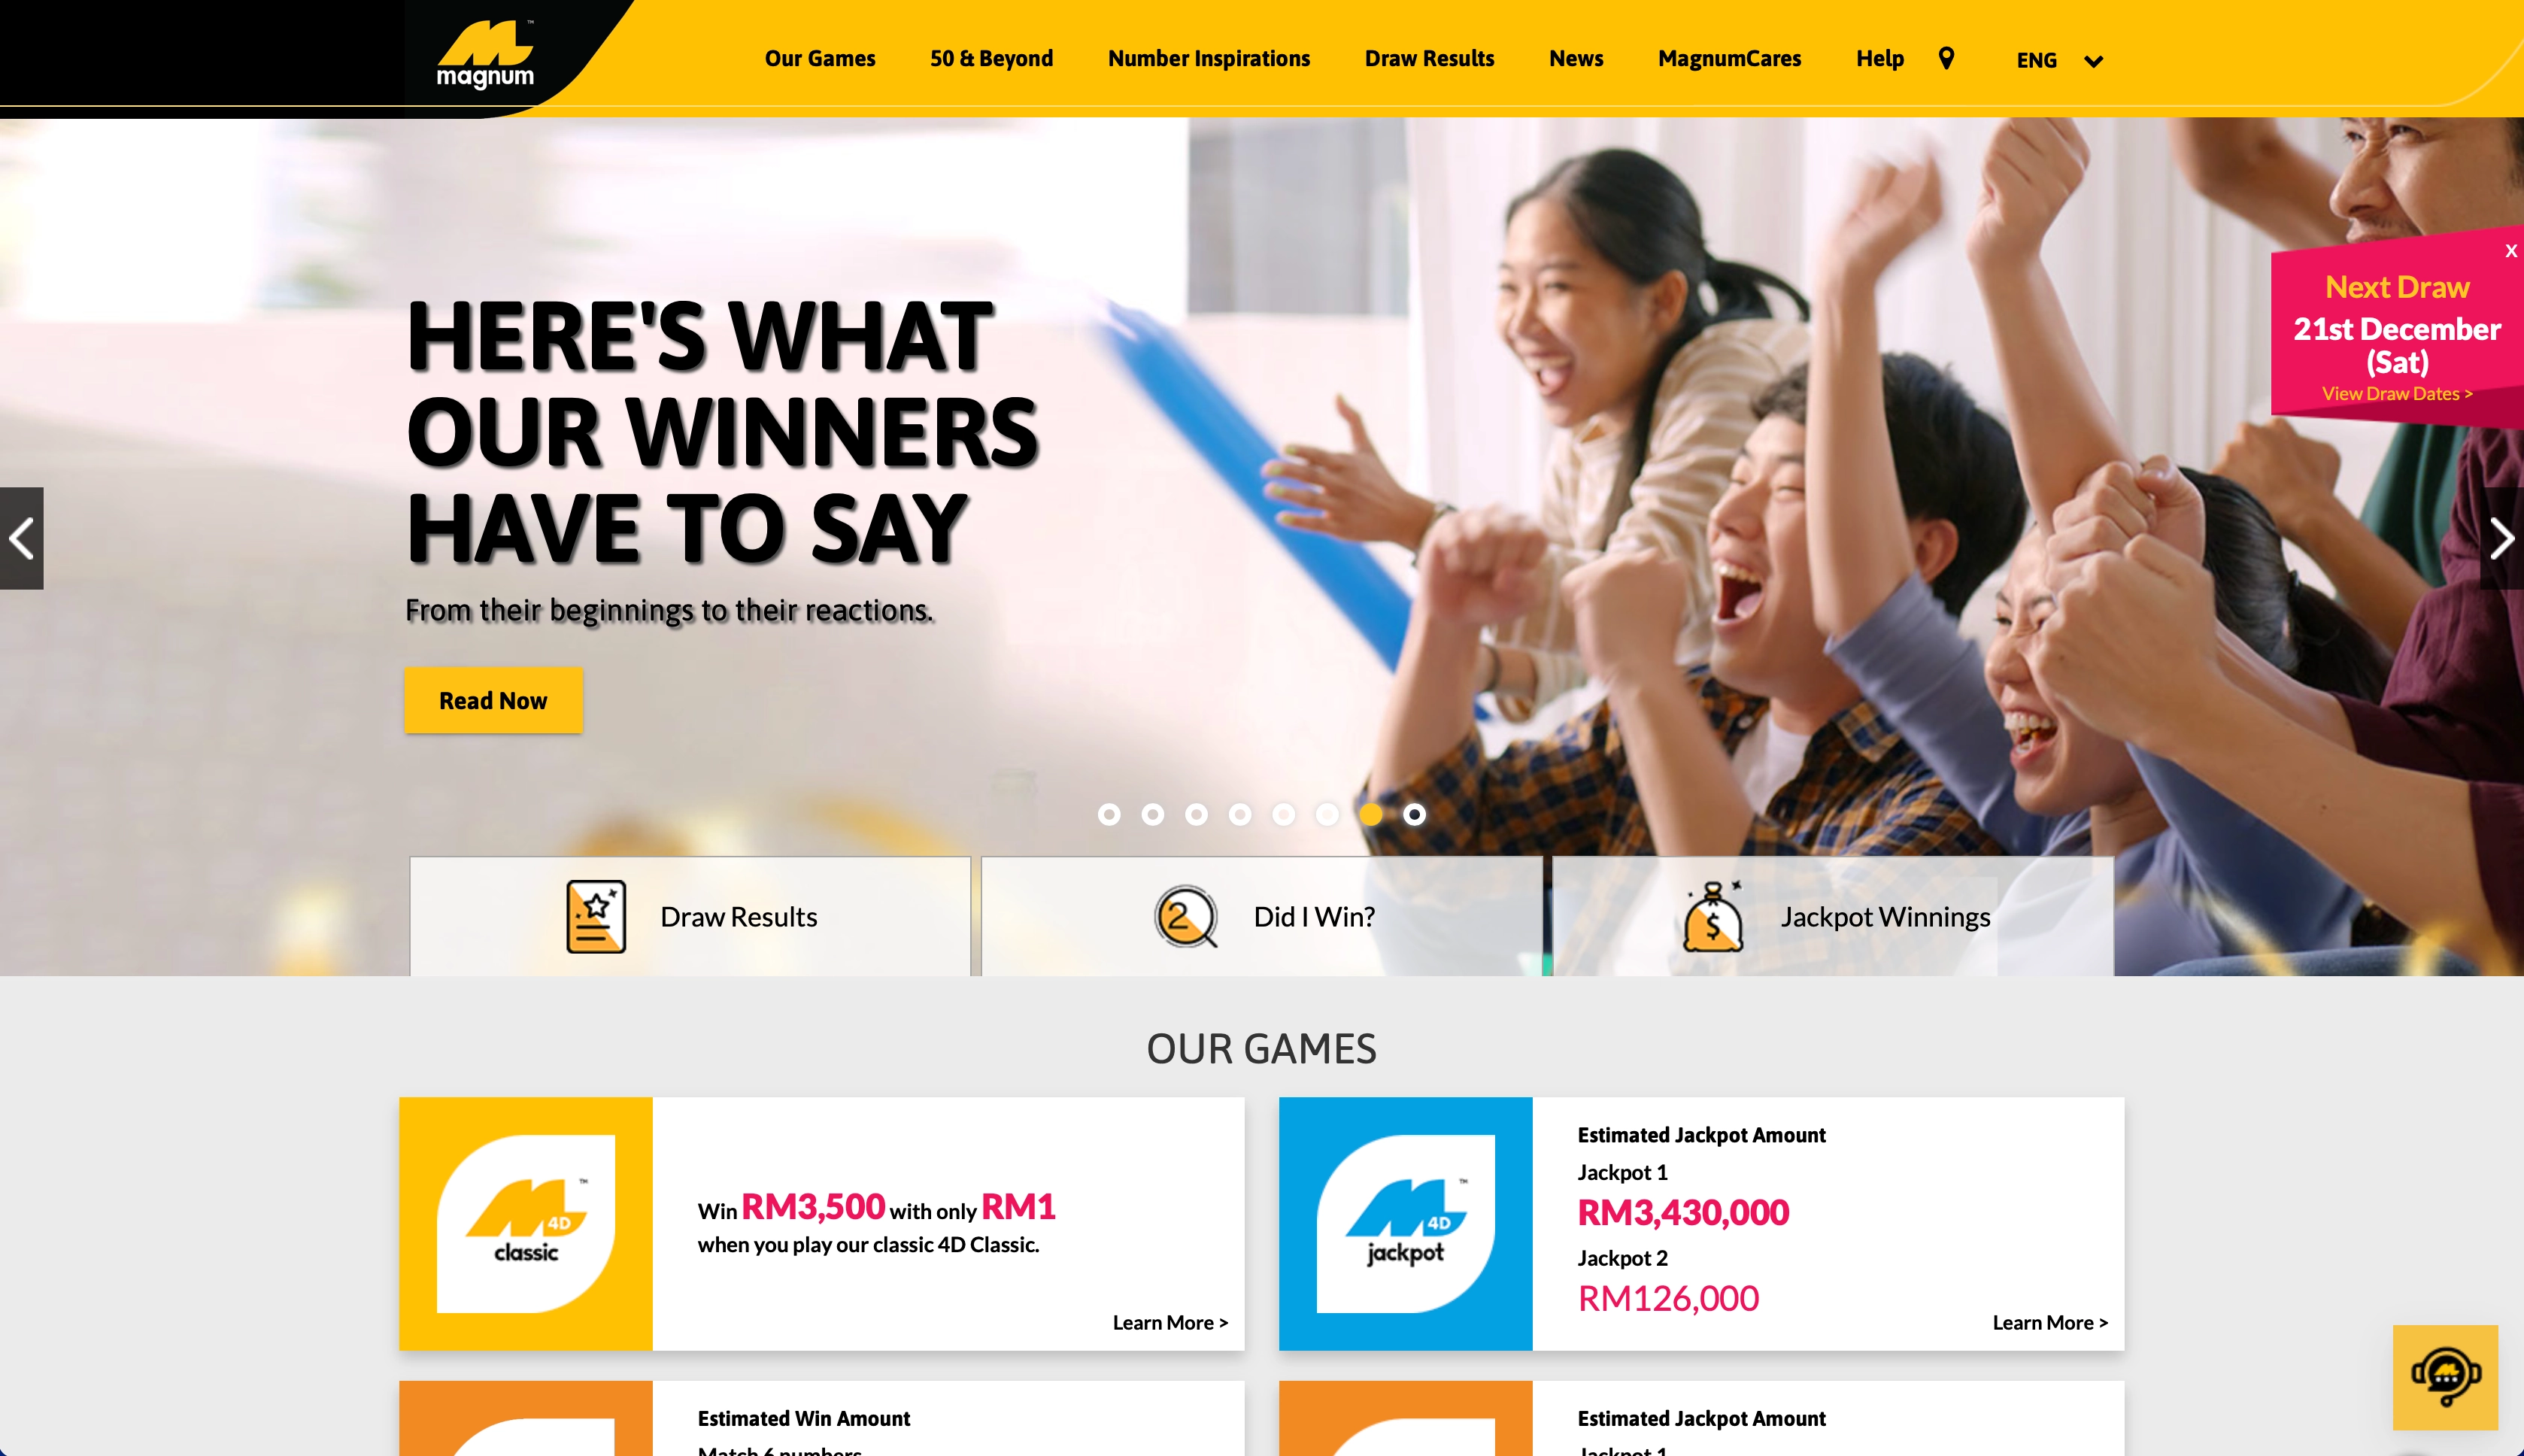 magnum
™
Our Games
50 & Beyond
Number Inspirations
Draw Results
News
MagnumCares
Help
ENG
HERE'S WHAT
OUR WINNERS
HAVE TO SAY
From their beginnings to their reactions.
Read Now
X
Next Draw
21st December
(Sat)
View Draw Dates >
Draw Results
2
Did I Win?
$
Jackpot Winnings
OUR GAMES
™
4D
classic
Win RM3,500 with only RM1
when you play our classic 4D Classic.
Learn More >
™
4D
jackpot
Estimated Jackpot Amount
Jackpot 1
RM3,430,000
Jackpot 2
RM126,000
Learn More >
Estimated Win Amount
Match 6 numbers
Estimated Jackpot Amount
Jackpot 1